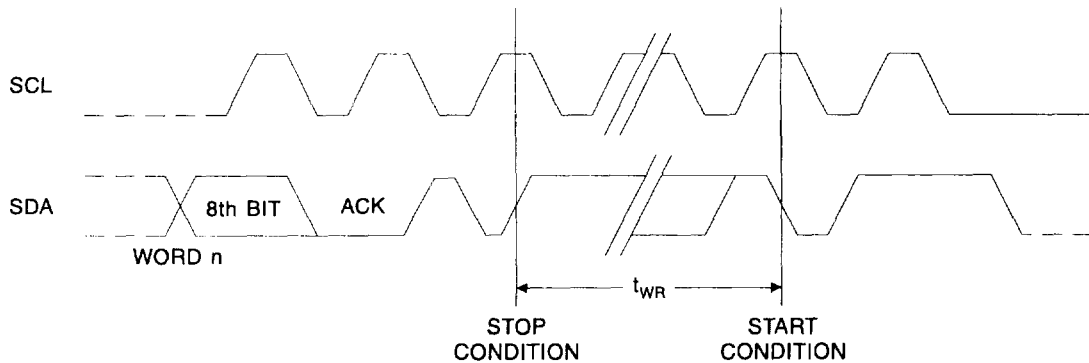 SCL
SDA
8th BIT
ACK
WORD n
tWR
STOP
CONDITION
START
CONDITION